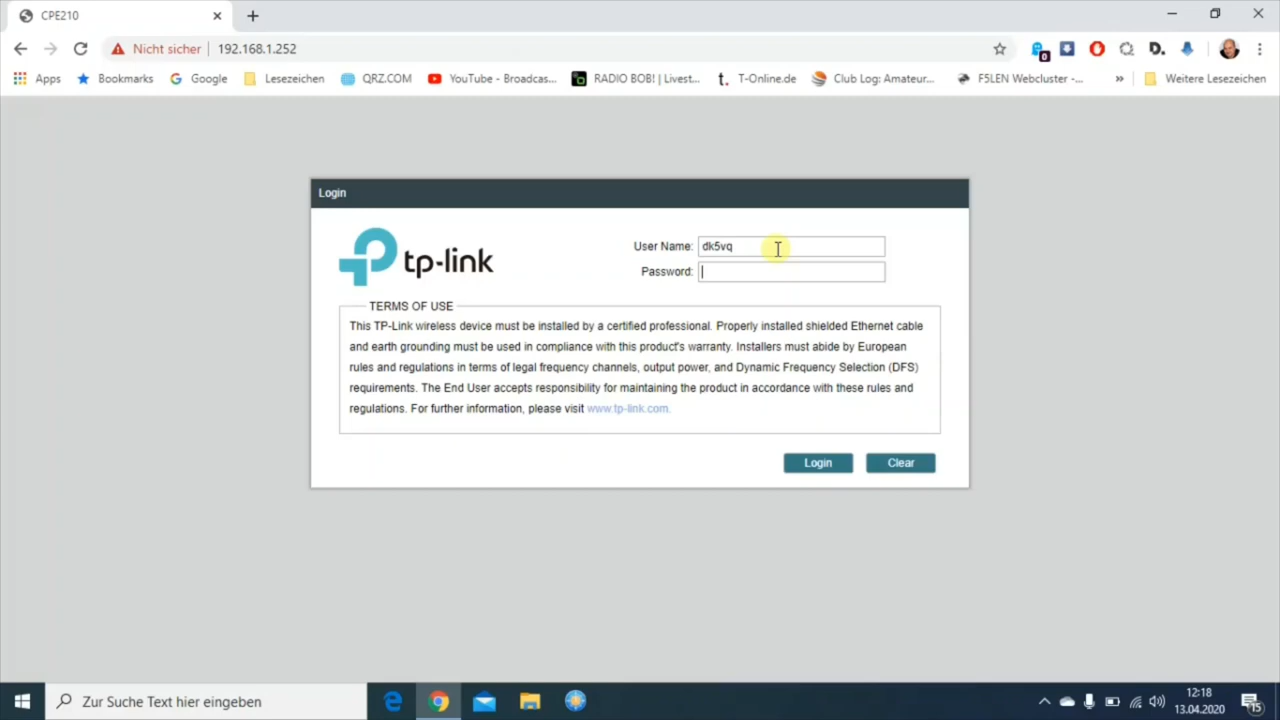 CPE210
Nicht sicher 192.168.1.252
0
D.
Apps Bookmarks Google Lesezeichen QRZ.COM YouTube - Broadcas... RADIO BOB! | Livest... T-Online.de Club Log: Amateur... F5LEN Webcluster -... » Weitere Lesezeichen
Login
tp-link
User Name: dk5vq
Password:
TERMS OF USE
This TP-Link wireless device must be installed by a certified professional. Properly installed shielded Ethernet cable
and earth grounding must be used in compliance with this product's warranty. Installers must abide by European
rules and regulations in terms of legal frequency channels, output power, and Dynamic Frequency Selection (DFS)
requirements. The End User accepts responsibility for maintaining the product in accordance with these rules and
regulations. For further information, please visit www.tp-link.com.
Login Clear
Zur Suche Text hier eingeben
12:18
13.04.2020
15